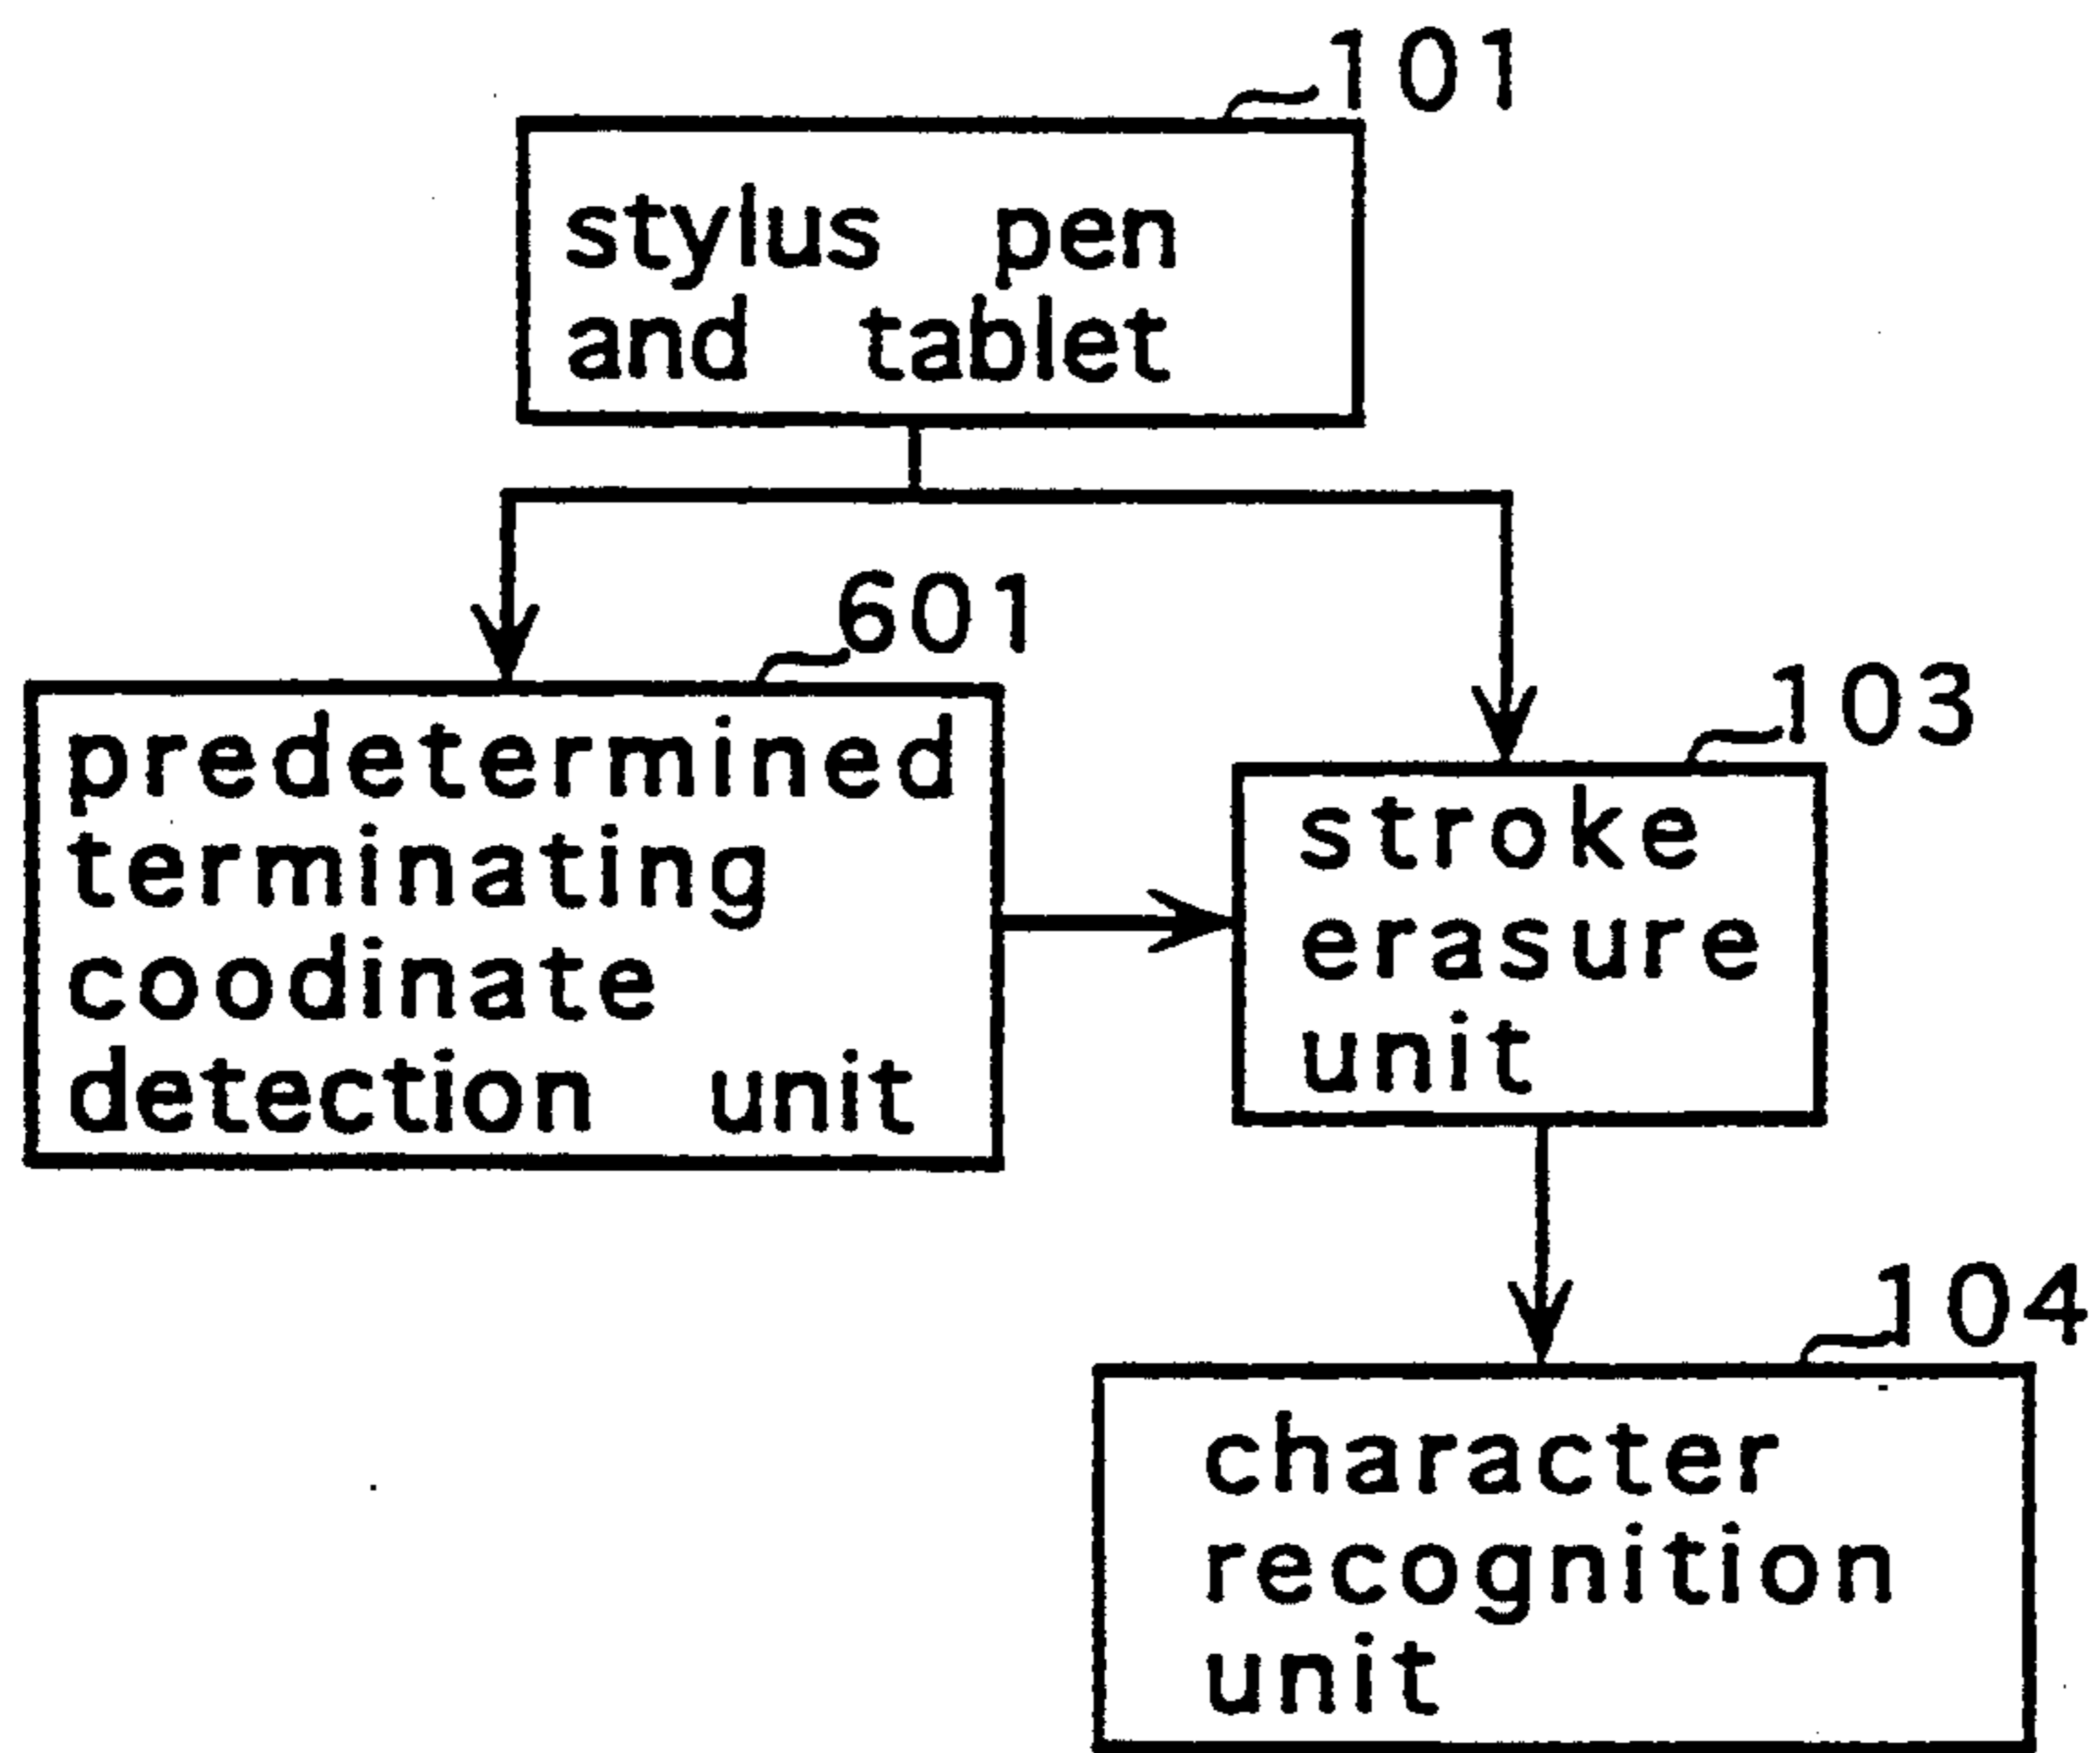 101
stylus pen
and tablet
601
predetermined
terminating
coodinate
detection unit
103
stroke
erasure
unit
104
character
recognition
unit